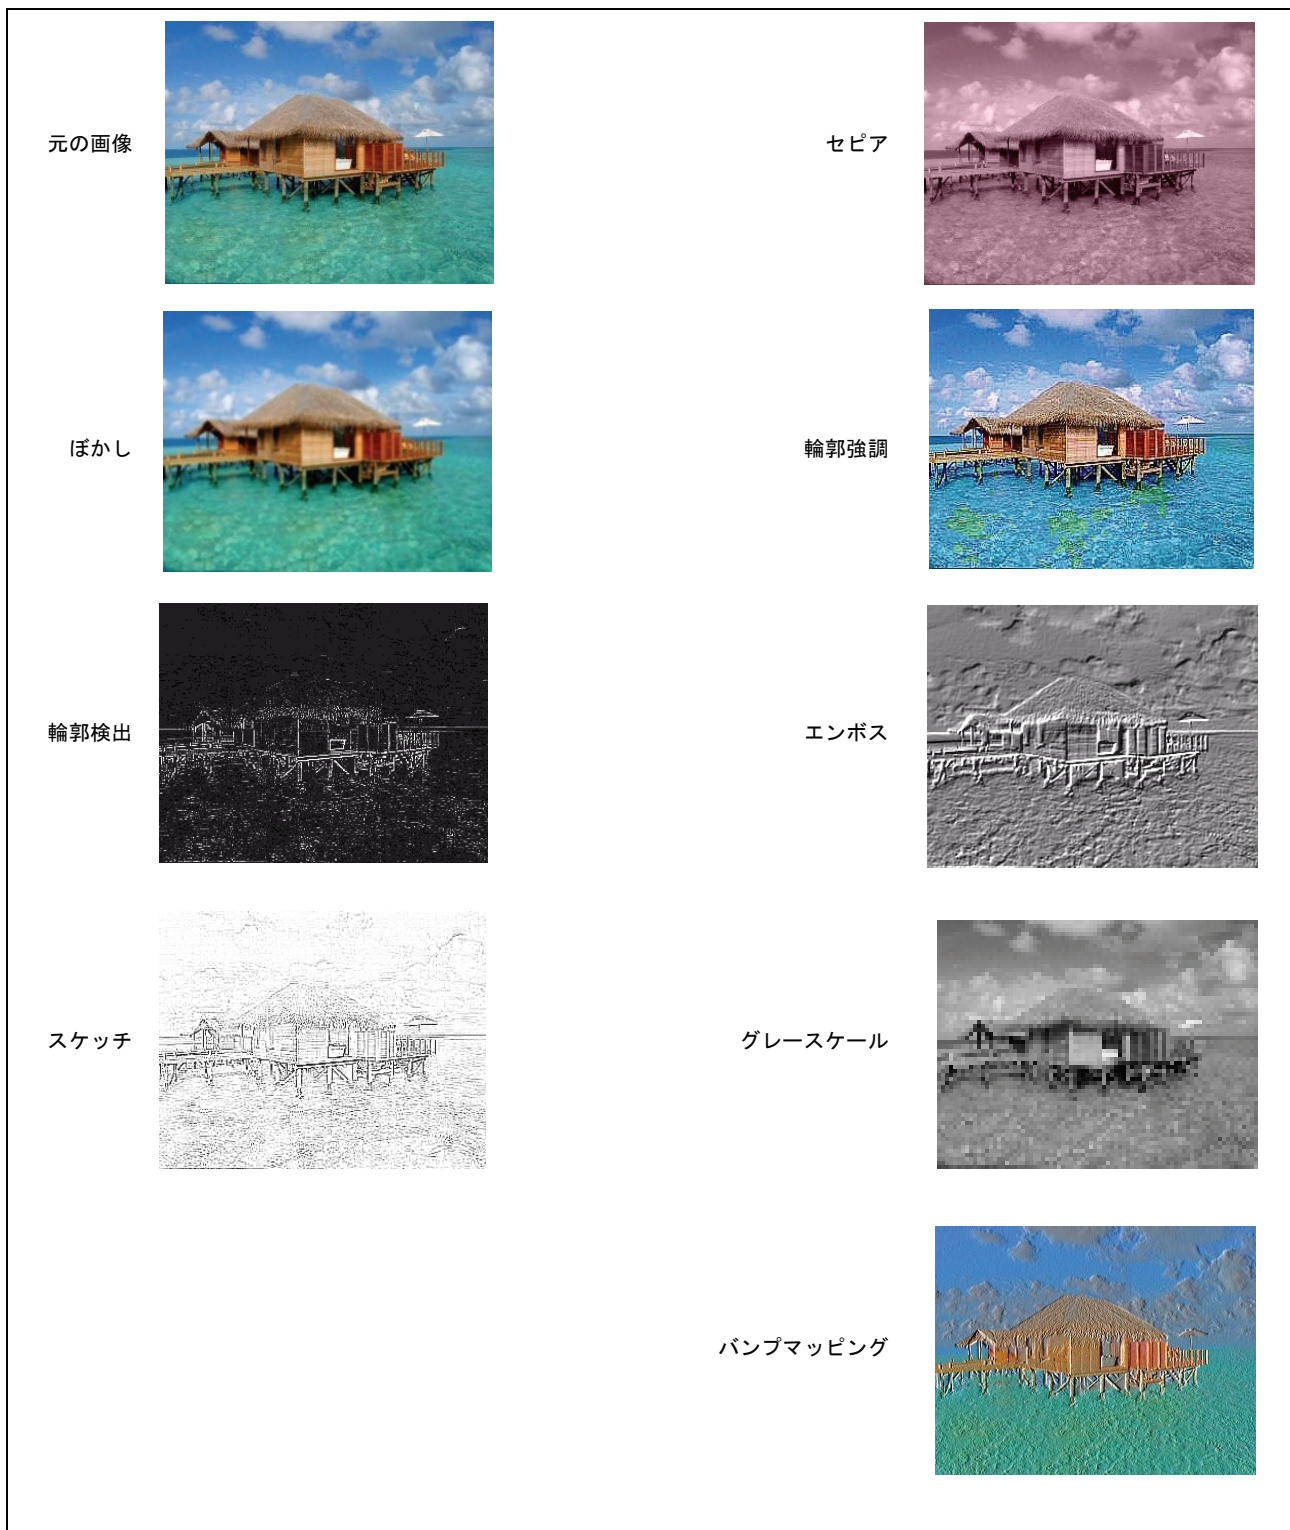 元の画像
セピア
ぼかし
輪郭強調
輪郭検出
エンボス
スケッチ
グレースケール
バンプマッピング